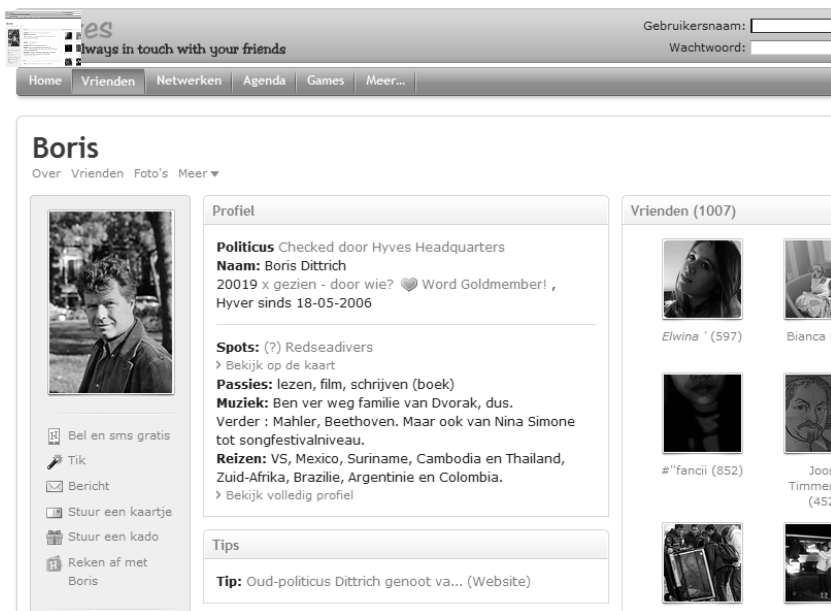 Gebruikersnaam:
lways in touch with your friends
Wachtwoord:
Home Vrienden Netwerken Agenda Games Meer...
Boris
Over Vrienden Foto's Meer
Profiel
Politicus Checked door Hyves Headquarters
Naam: Boris Dittrich
20019 x gezien - door wie? Word Goldmember! ,
Hyver sinds 18-05-2006
Spots: (?) Redseadivers
> Bekijk op de kaart
Passies: lezen, film, schrijven (boek)
Muziek: Ben ver weg familie van Dvorak, dus.
Verder : Mahler, Beethoven. Maar ook van Nina Simone
tot songfestivalniveau.
Reizen: VS, Mexico, Suriname, Cambodia en Thailand,
Zuid-Afrika, Brazilie, Argentinie en Colombia.
> Bekijk volledig profiel
Bel en sms gratis
Tik
Bericht
Stuur een kaartje
Stuur een kado
Reken af met
Boris
Tips
Tip: Oud-politicus Dittrich genoot va... (Website)
Vrienden (1007)
Elwina ' (597)
Bianca
#"fancii (852)
Joos
Timmer
(452